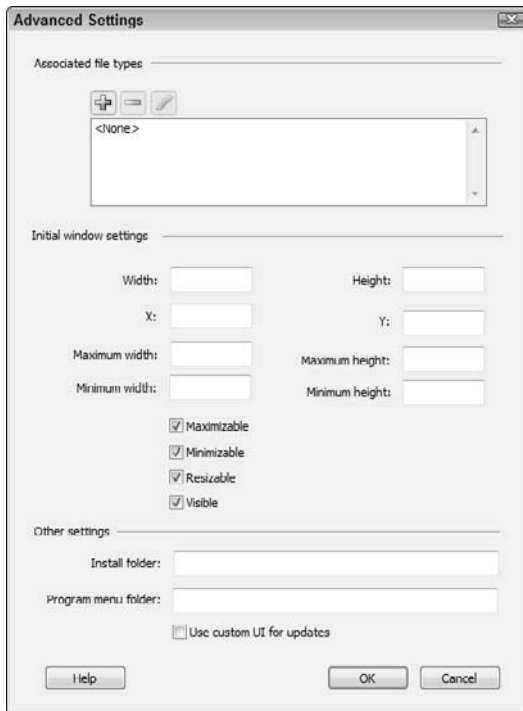 Advanced Settings
Associated file types
<None>
Initial window settings
Width:
Height:
X:
Y:
Maximum width:
Maximum height:
Minimum width:
Minimum height:
Maximizable
Minimizable
Resizable
Visible
Other settings
Install folder:
Program menu folder:
Use custom UI for updates
Help
OK
Cancel